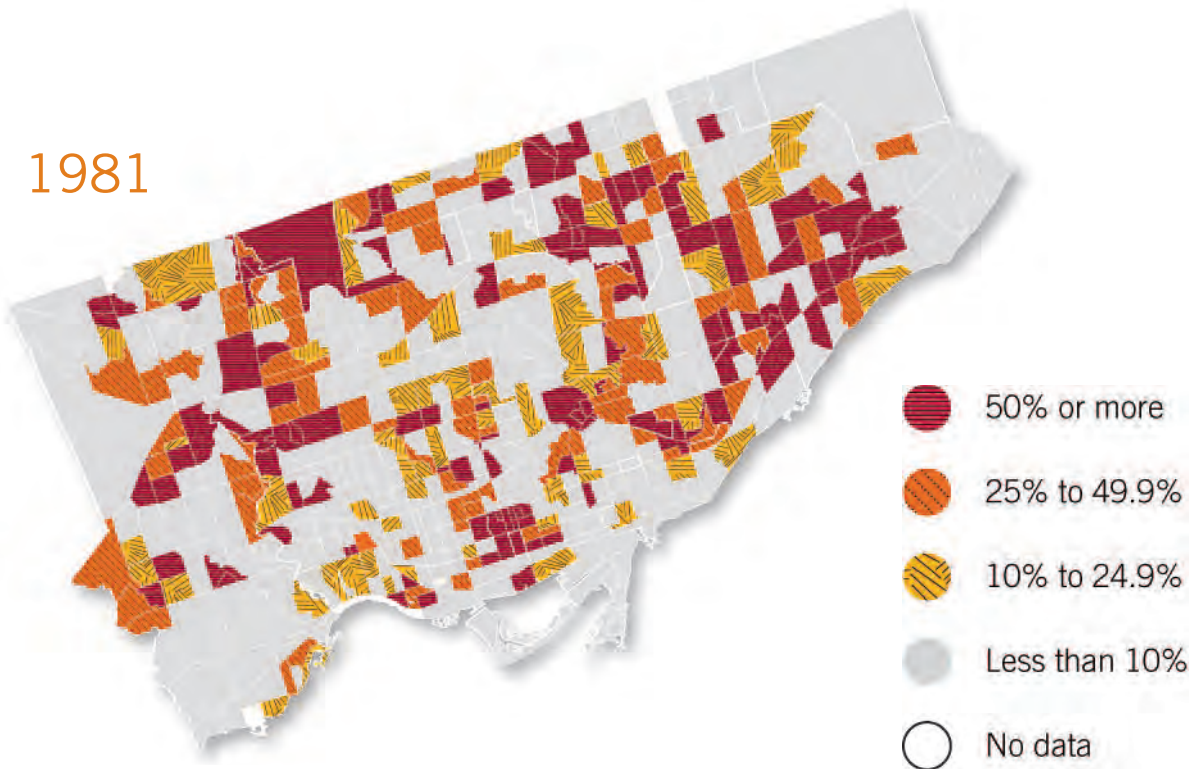 1981
50% or more
25% to 49.9%
10% to 24.9%
Less than 10%
No data